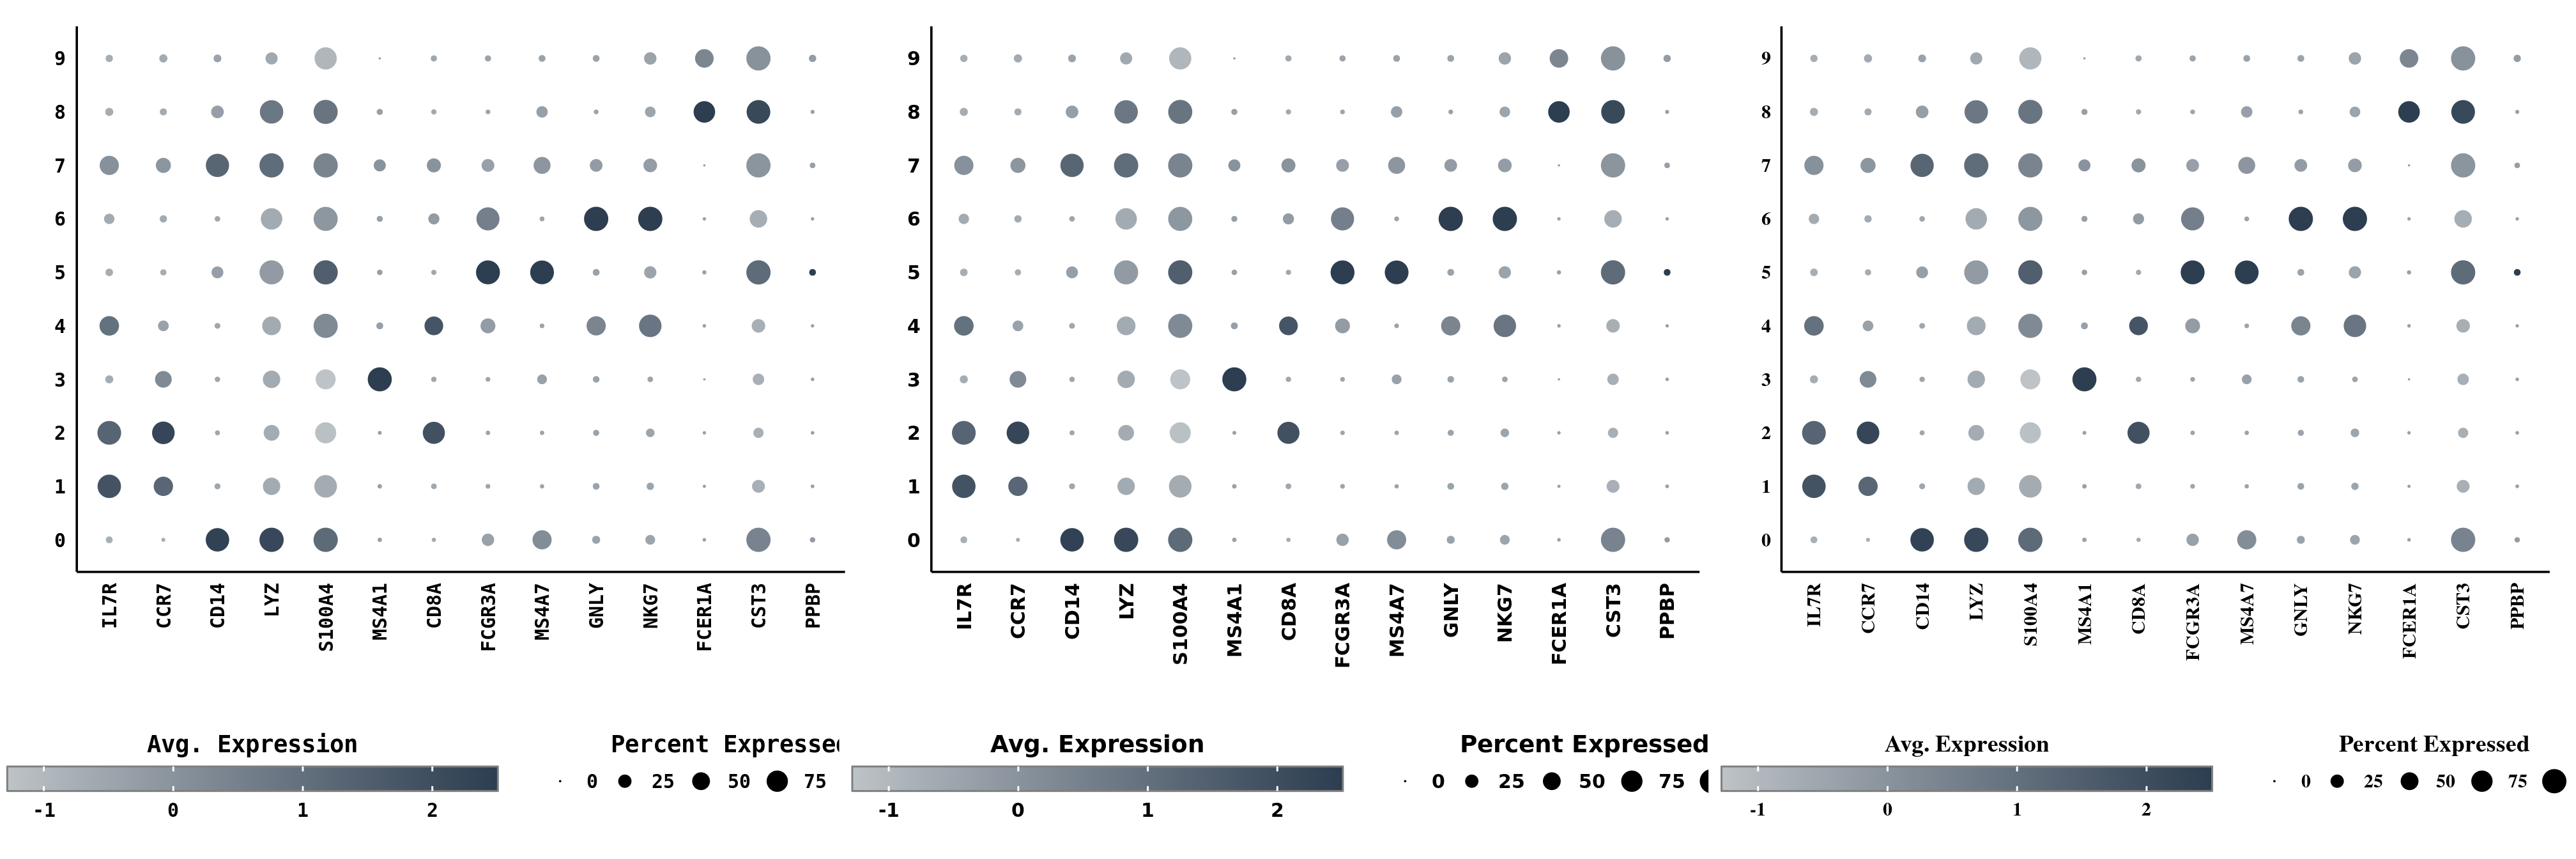 9 9 9
8 8 8
7 7 7
6 6 6
5 5 5
4 4 4
3 3 3
2 2 2
1 1 1
0 0 0
IL7R CCR7 CD14 LYZ S100A4 MS4A1 CD8A FCGR3A MS4A7 GNLY NKG7 FCER1A CST3 PPBP IL7R CCR7 CD14 LYZ S100A4 MS4A1 CD8A FCGR3A MS4A7 GNLY NKG7 FCER1A CST3 PPBP IL7R CCR7 CD14 LYZ S100A4 MS4A1 CD8A FCGR3A MS4A7 GNLY NKG7 FCER1A CST3 PPBP
Avg. Expression Percent Expressed Avg. Expression Percent Expressed Avg. Expression Percent Expressed
0 25 50 75 0 25 50 75 0 25 50 75
-1 0 1 2 -1 0 1 2 -1 0 1 2